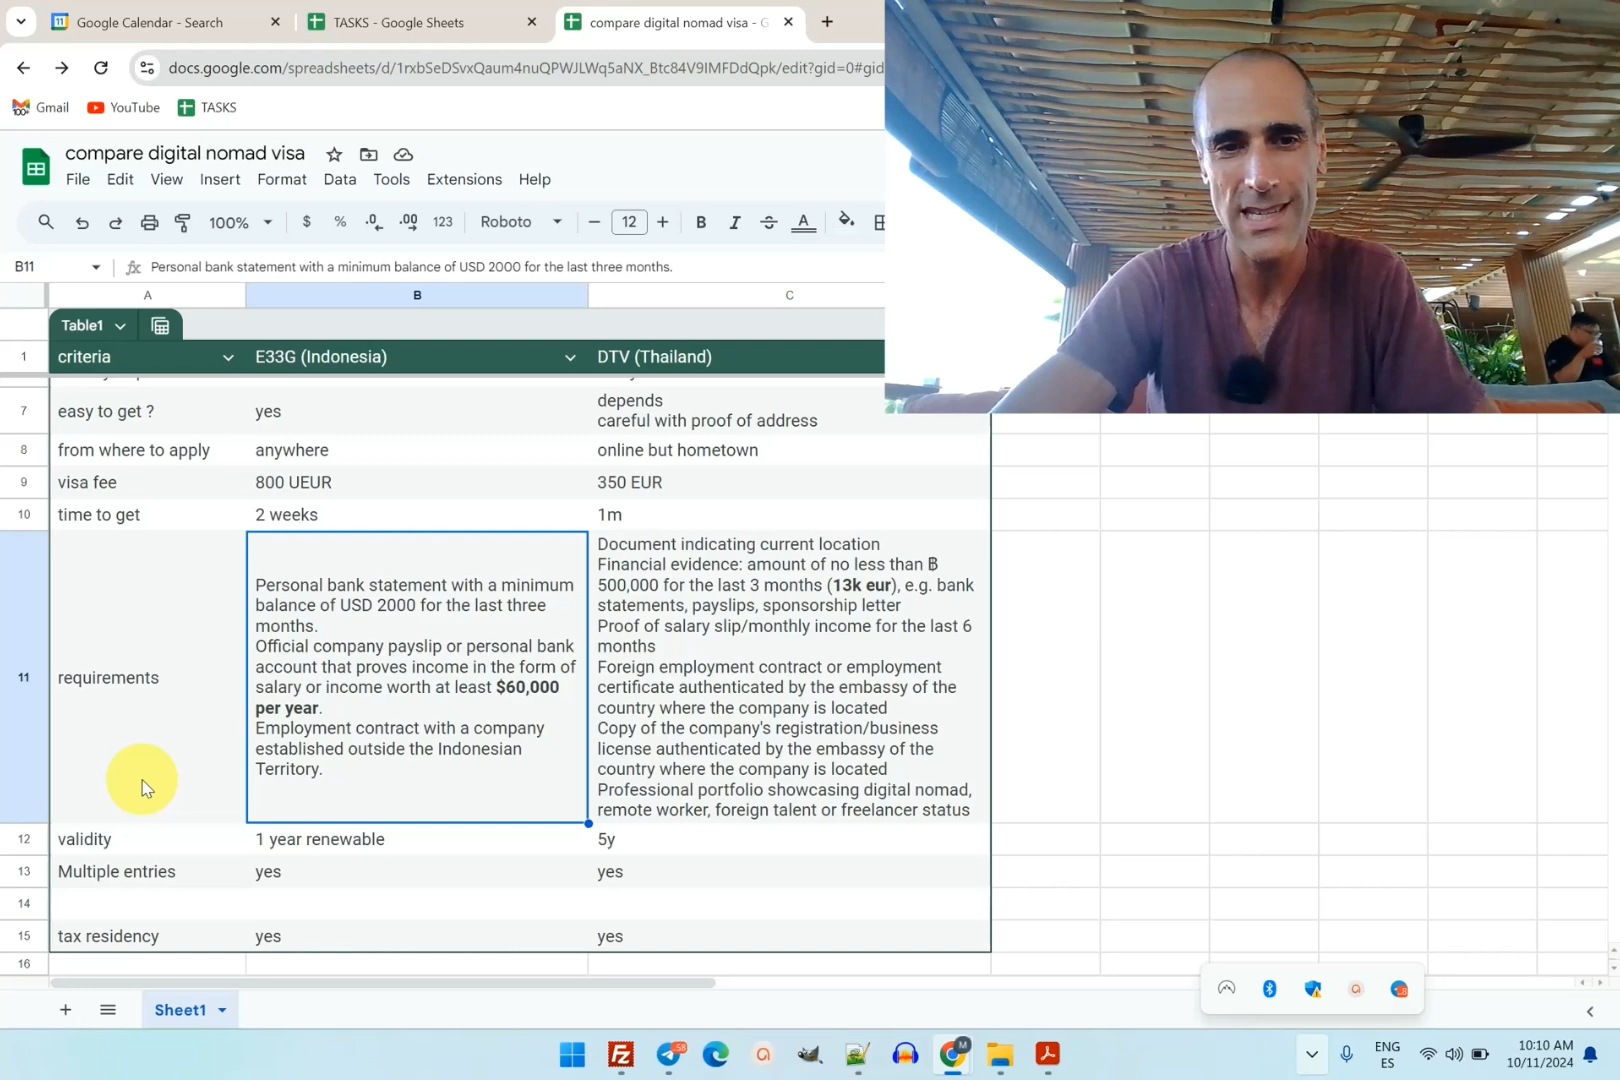 Google Calendar - Search
TASKS - Google Sheets
compare digital nomad visa - G
docs.google.com/spreadsheets/d/1rxbSeDSvxQaum4nuQPWJLWq5aNX_Btc84V9IMFDdQpk/edit?gid=0#gid
Gmail
YouTube
TASKS
compare digital nomad visa
File Edit View Insert Format Data Tools Extensions Help
100% $ % .0 .00 123 Roboto 12 B I A
B11 fx Personal bank statement with a minimum balance of USD 2000 for the last three months.
A B C
Table1
1 criteria E33G (Indonesia) DTV (Thailand)
7 easy to get ? yes depends
careful with proof of address
8 from where to apply anywhere online but hometown
9 visa fee 800 UEUR 350 EUR
10 time to get 2 weeks 1m
11 requirements
Personal bank statement with a minimum
balance of USD 2000 for the last three
months.
Official company payslip or personal bank
account that proves income in the form of
salary or income worth at least $60,000
per year.
Employment contract with a company
established outside the Indonesian
Territory.
Document indicating current location
Financial evidence: amount of no less than ฿
500,000 for the last 3 months (13k eur), e.g. bank
statements, payslips, sponsorship letter
Proof of salary slip/monthly income for the last 6
months
Foreign employment contract or employment
certificate authenticated by the embassy of the
country where the company is located
Copy of the company's registration/business
license authenticated by the embassy of the
country where the company is located
Professional portfolio showcasing digital nomad,
remote worker, foreign talent or freelancer status
12 validity 1 year renewable 5y
13 Multiple entries yes yes
14
15 tax residency yes yes
16
Sheet1
ENG
ES
10:10 AM
10/11/2024